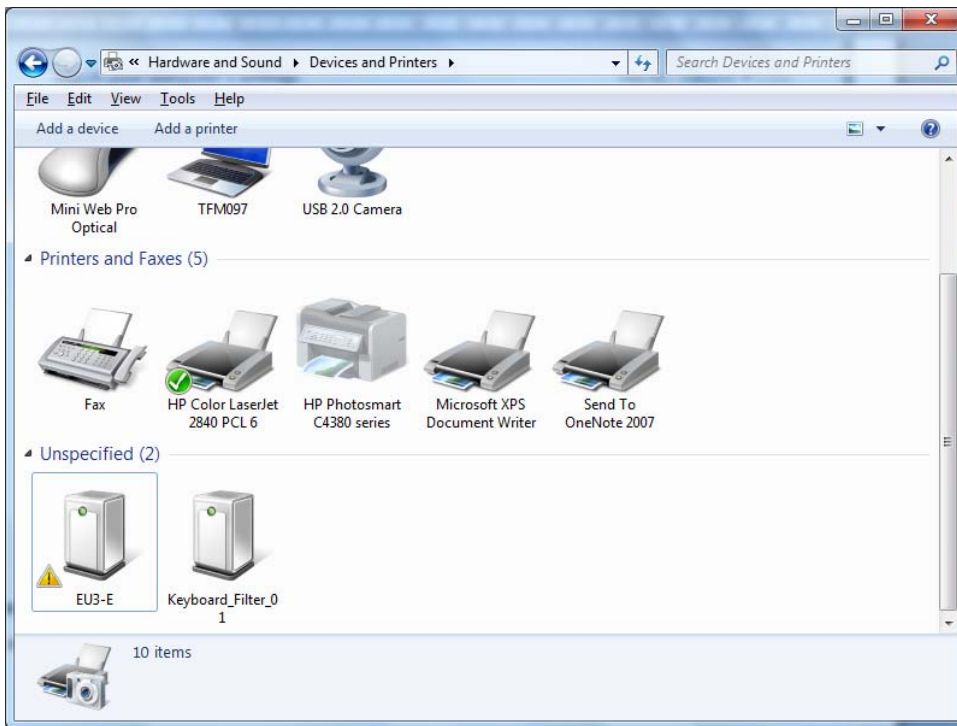 « Hardware and Sound ▸ Devices and Printers ▸ Search Devices and Printers
File Edit View Tools Help
Add a device Add a printer
Mini Web Pro Optical
TFM097
USB 2.0 Camera
Printers and Faxes (5)
Fax
HP Color LaserJet 2840 PCL 6
HP Photosmart C4380 series
Microsoft XPS Document Writer
Send To OneNote 2007
Unspecified (2)
EU3-E
Keyboard_Filter_01
10 items